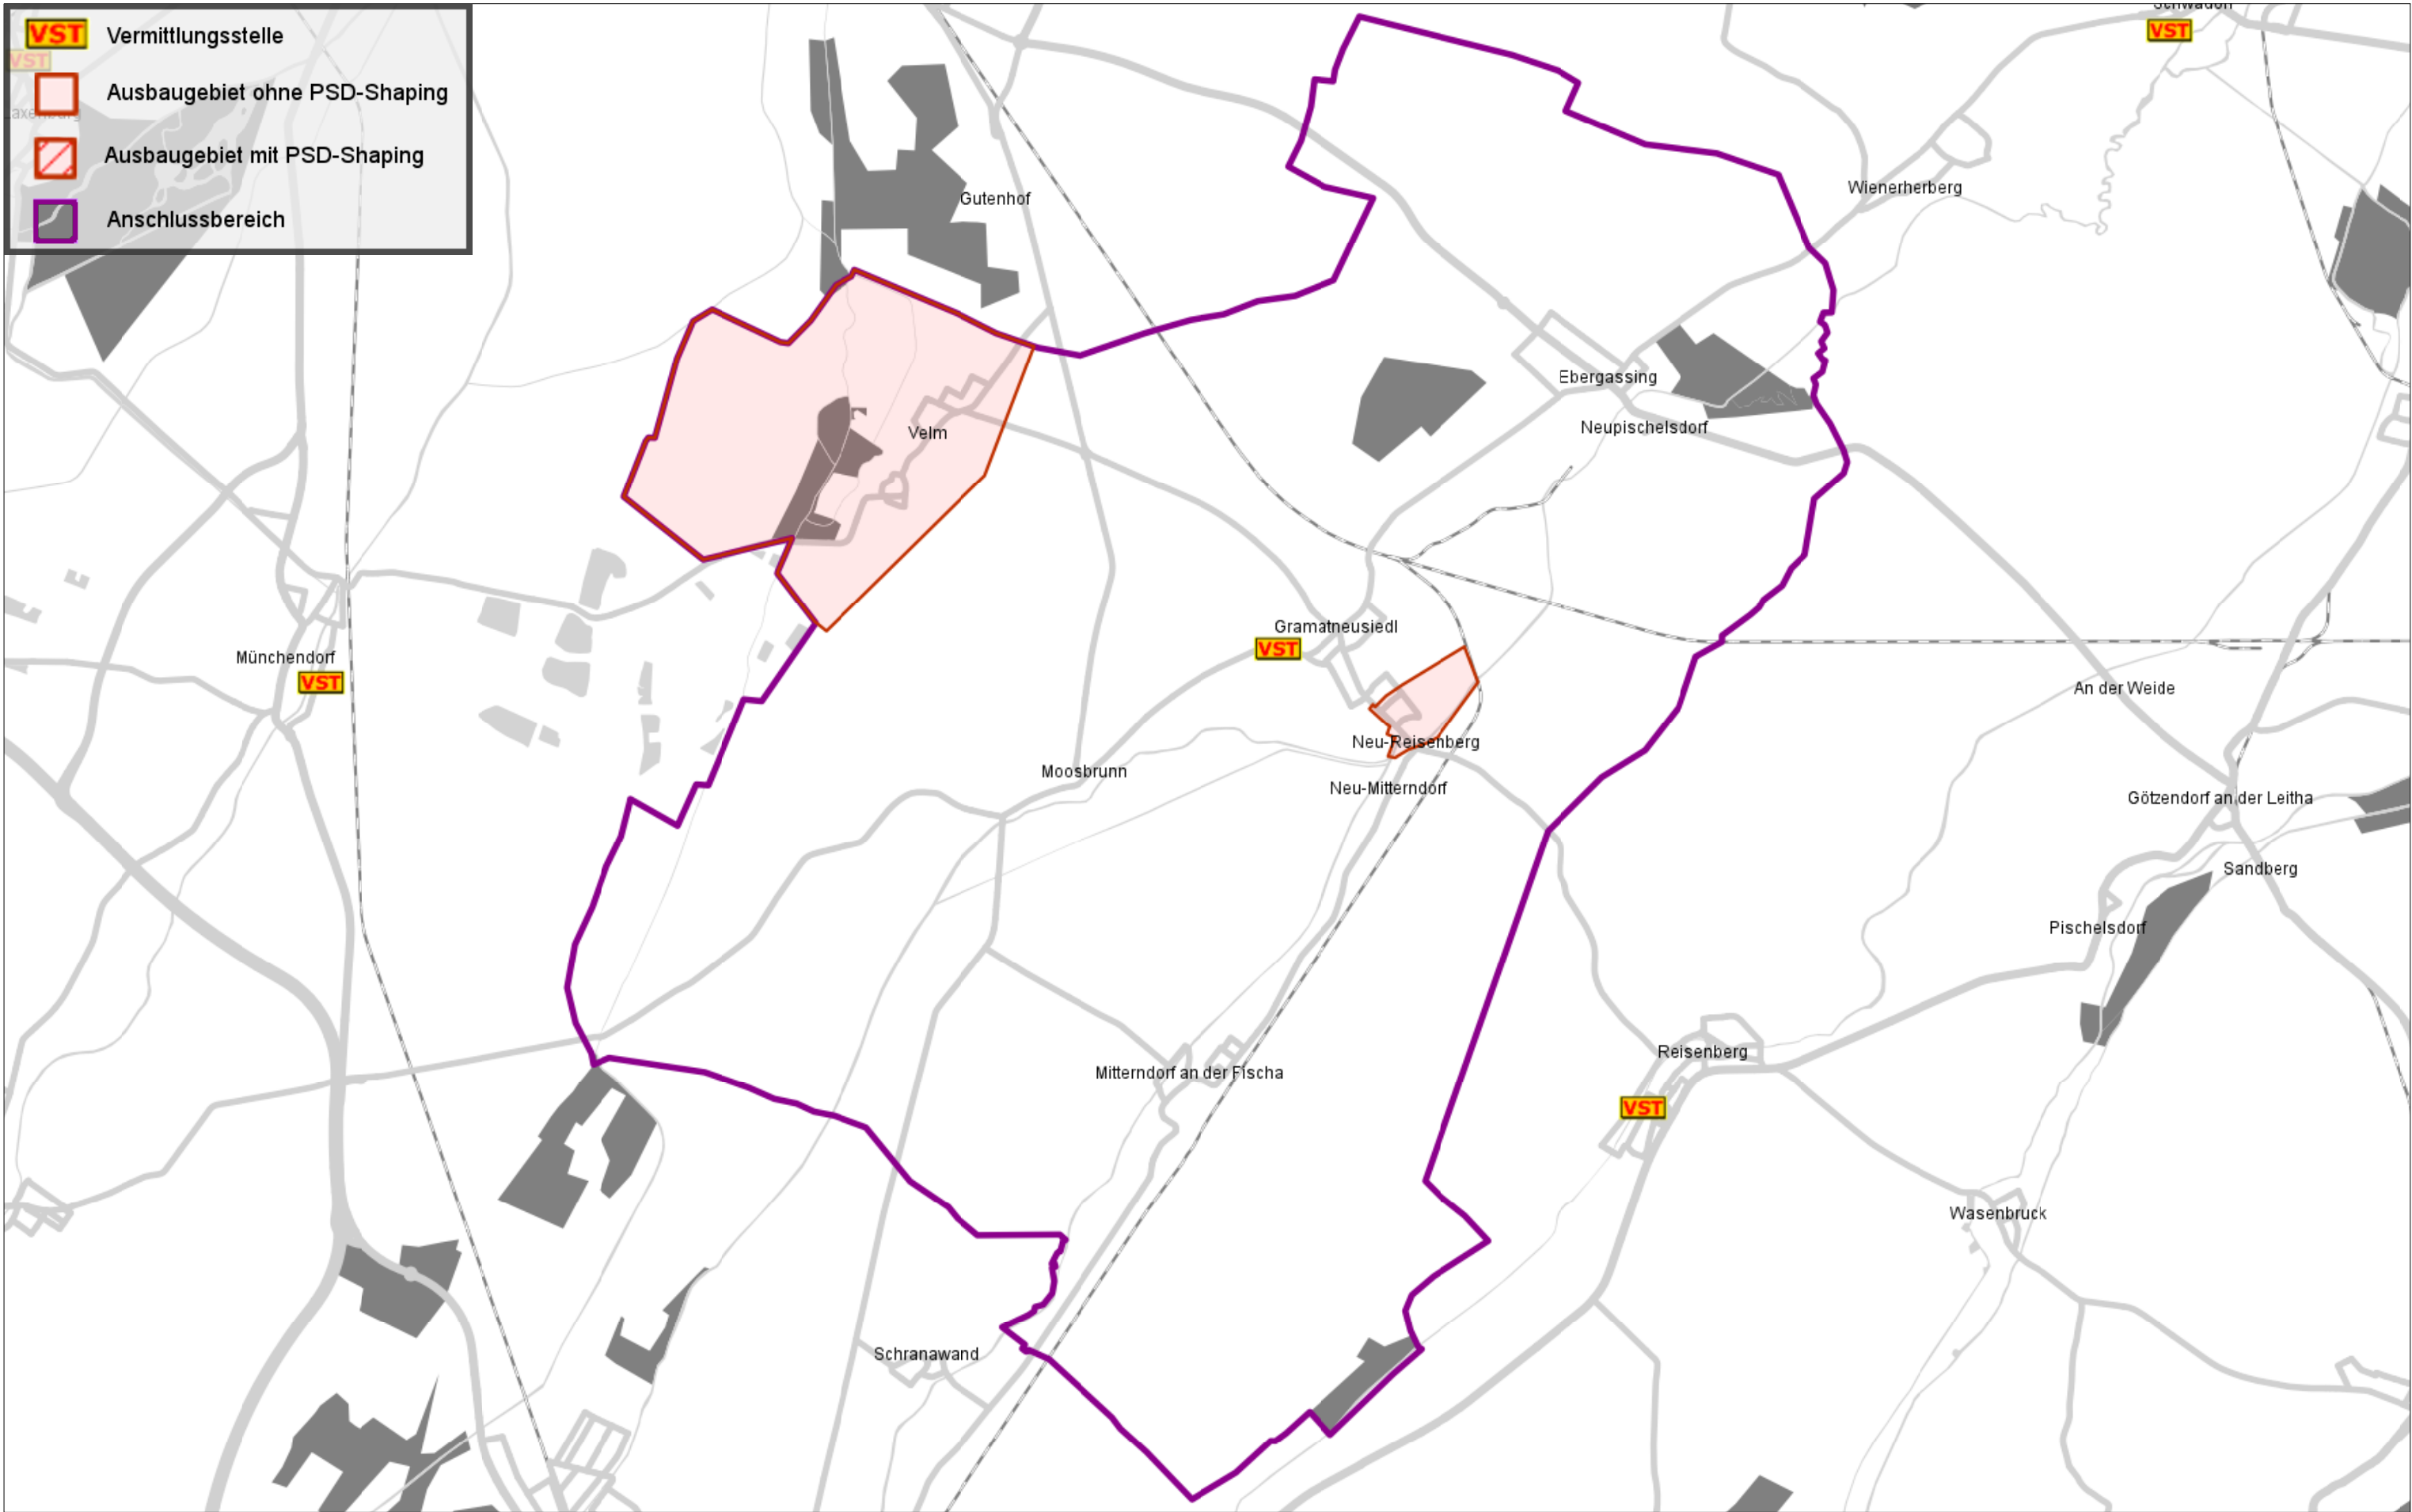 VST Vermittlungsstelle
Ausbaugebiet ohne PSD-Shaping
Ausbaugebiet mit PSD-Shaping
Anschlussbereich
VST
VST
Gutenhof
Wienerherberg
Ebergassing
Neupischelsdorf
Velm
Gramatneusiedl
VST
Münchendorf
VST
An der Weide
Neu-Reisenberg
Moosbrunn
Neu-Mitterndorf
Götzendorf an der Leitha
Sandberg
Pischelsdorf
Reisenberg
Mitterndorf an der Fischa
VST
Wasenbruck
Schranawand